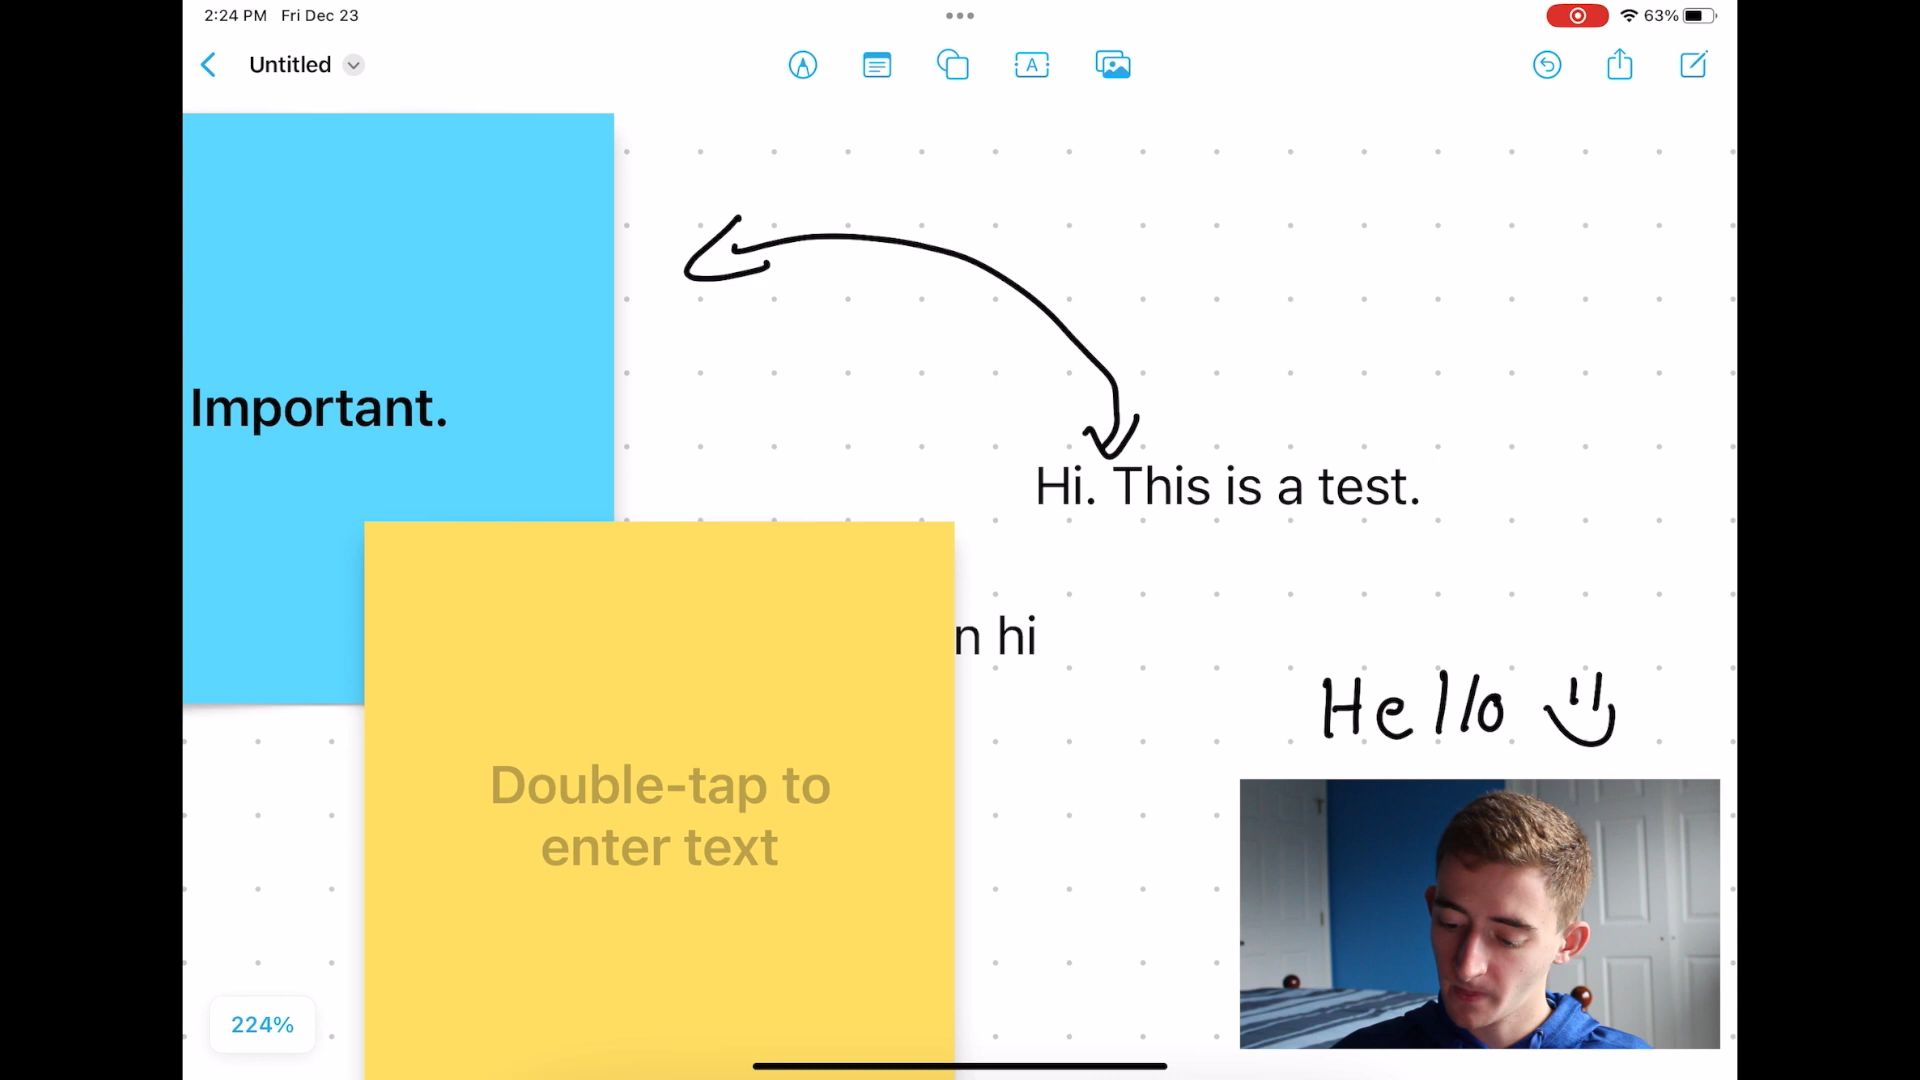 2:24 PM Fri Dec 23
63%
Untitled
A
Important.
Hi. This is a test.
n hi
Hello
Double-tap to
enter text
224%